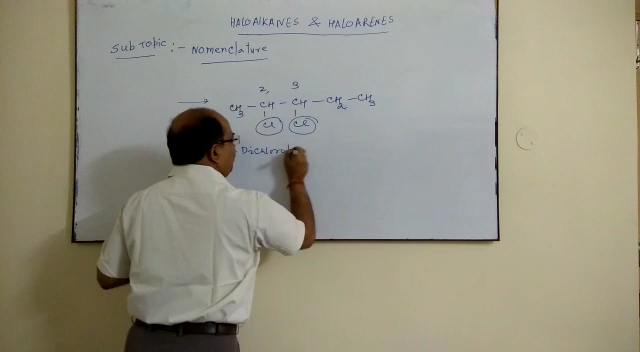 HALOALKANES & HALOARENES
Sub Topic :- Nomenclature
2, 3
→ CH3 - CH - CH - CH2 - CH3
Cl Cl
Dichloro